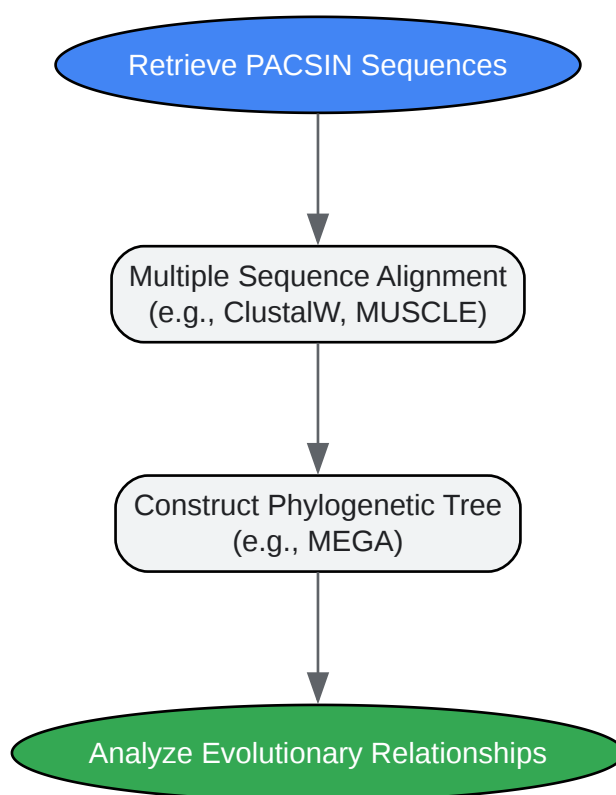 Retrieve PACSIN Sequences
Multiple Sequence Alignment
(e.g., ClustalW, MUSCLE)
Construct Phylogenetic Tree
(e.g., MEGA)
Analyze Evolutionary Relationships